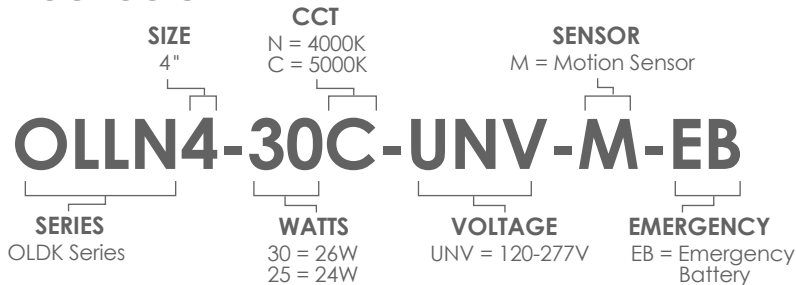 CCT
SIZE
N = 4000K
SENSOR
4"
C = 5000K
M = Motion Sensor
OLLN4-30C-UNV-M-EB
SERIES
WATTS
VOLTAGE
EMERGENCY
OLDK Series
30 = 26W
UNV = 120-277V
EB = Emergency
25 = 24W
Battery